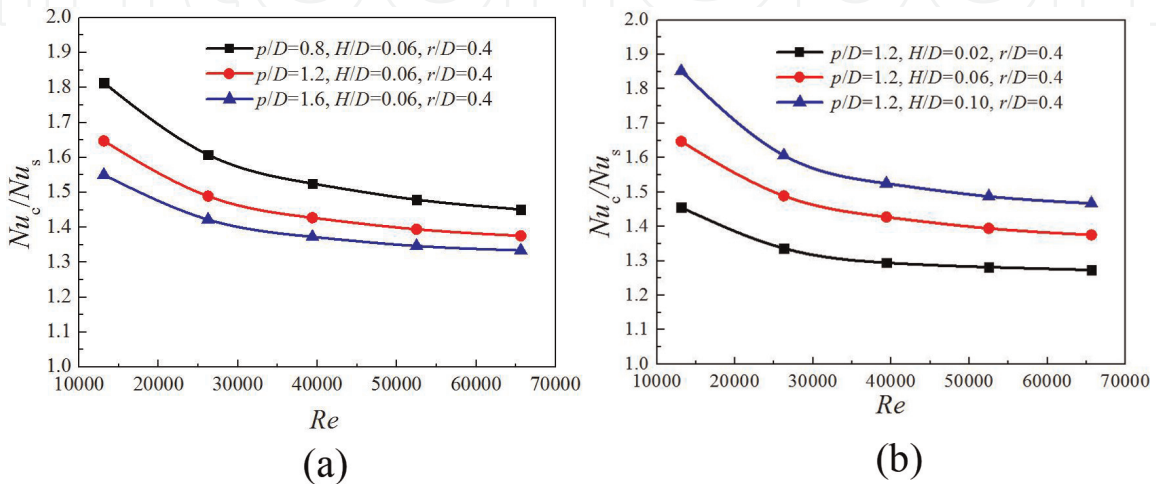 2.0
1.9
1.8
1.7
1.6
1.5
1.4
1.3
1.2
1.1
1.0
Nuc/Nus
p/D=0.8, H/D=0.06, r/D=0.4
p/D=1.2, H/D=0.06, r/D=0.4
p/D=1.6, H/D=0.06, r/D=0.4
10000 20000 30000 40000 50000 60000 70000
Re
(a)
2.0
1.9
1.8
1.7
1.6
1.5
1.4
1.3
1.2
1.1
1.0
Nuc/Nus
p/D=1.2, H/D=0.02, r/D=0.4
p/D=1.2, H/D=0.06, r/D=0.4
p/D=1.2, H/D=0.10, r/D=0.4
10000 20000 30000 40000 50000 60000 70000
Re
(b)